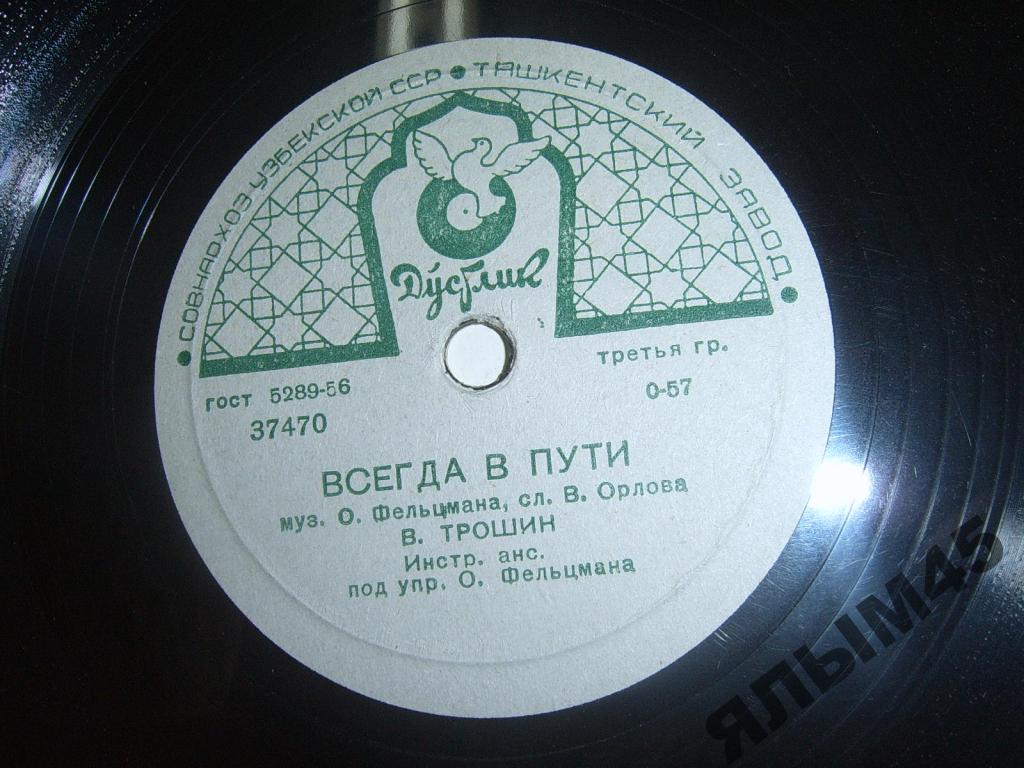 СОВНАРХОЗ УЗБЕКСКОЙ ССР • ТАШКЕНТСКИЙ ЗАВОД
Дўстлик
гост 5289-56
третья гр.
37470
0-57
ВСЕГДА В ПУТИ
муз. О. Фельцмана, сл. В. Орлова
В. ТРОШИН
Инстр. анс.
под упр. О. Фельцмана
ЯЛЫМ45